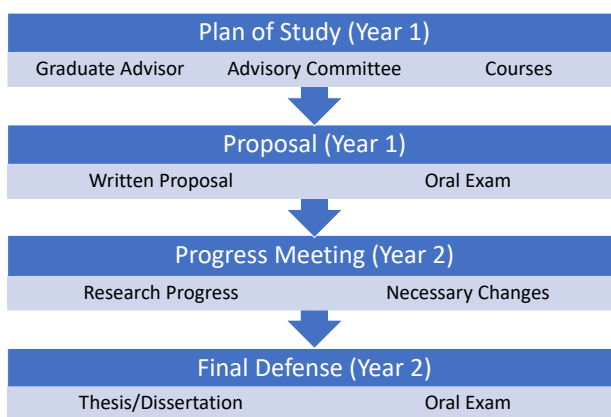 Plan of Study (Year 1)
Graduate Advisor Advisory Committee Courses
Proposal (Year 1)
Written Proposal Oral Exam
Progress Meeting (Year 2)
Research Progress Necessary Changes
Final Defense (Year 2)
Thesis/Dissertation Oral Exam